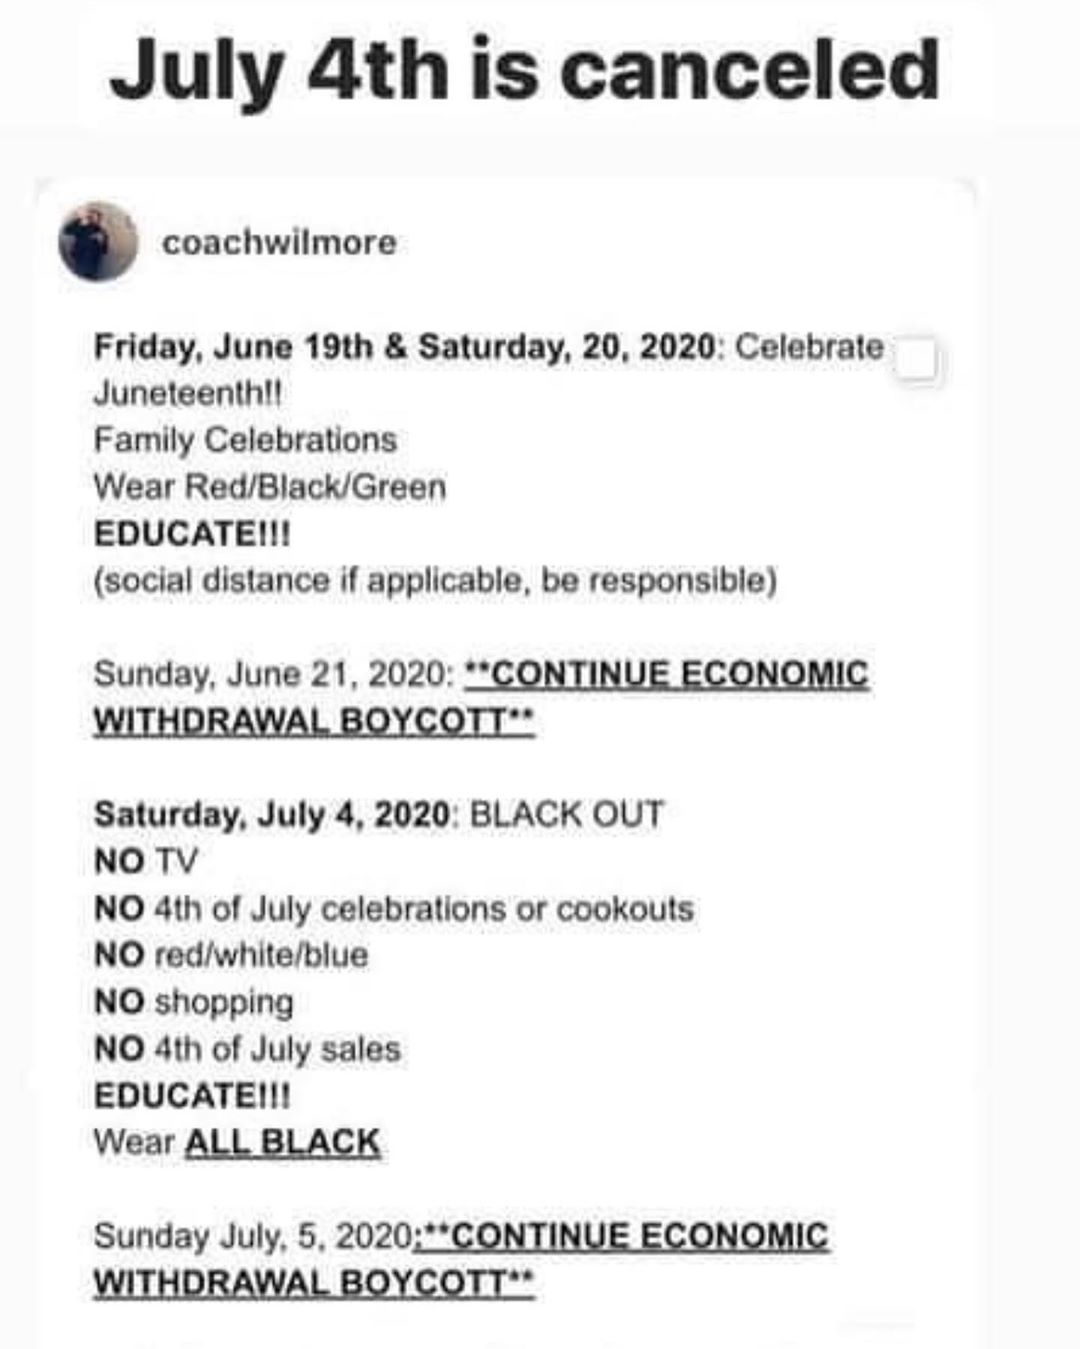 July 4th is canceled
coachwilmore
Friday, June 19th & Saturday, 20, 2020: Celebrate
Juneteenth!!
Family Celebrations
Wear Red/Black/Green
EDUCATE!!!
(social distance if applicable, be responsible)
Sunday, June 21, 2020: **CONTINUE ECONOMIC
WITHDRAWAL BOYCOTT**
Saturday, July 4, 2020: BLACK OUT
NO TV
NO 4th of July celebrations or cookouts
NO red/white/blue
NO shopping
NO 4th of July sales
EDUCATE!!!
Wear ALL BLACK
Sunday July, 5, 2020:**CONTINUE ECONOMIC
WITHDRAWAL BOYCOTT**